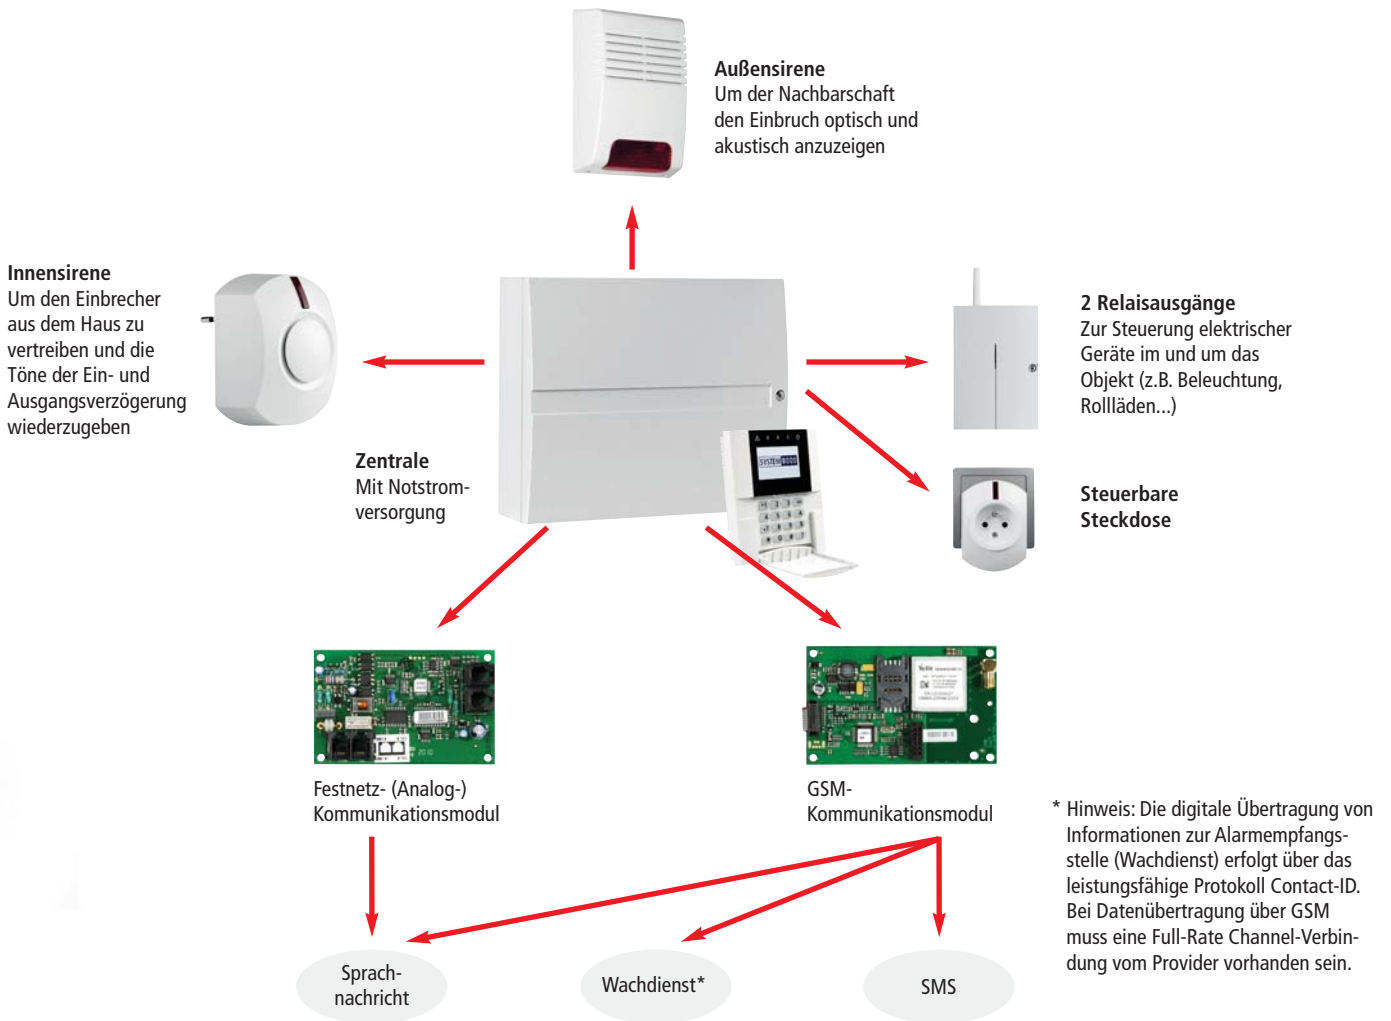 Außensirene
Um der Nachbarschaft
den Einbruch optisch und
akustisch anzuzeigen
Innensirene
Um den Einbrecher
aus dem Haus zu
vertreiben und die
Töne der Ein- und
Ausgangsverzögerung
wiederzugeben
2 Relaisausgänge
Zur Steuerung elektrischer
Geräte im und um das
Objekt (z.B. Beleuchtung,
Rollläden...)
Zentrale
Mit Notstrom-
versorgung
SYSTEM
Steuerbare
Steckdose
Telit
Festnetz- (Analog-)
Kommunikationsmodul
GSM-
Kommunikationsmodul
* Hinweis: Die digitale Übertragung von
Informationen zur Alarmempfangs-
stelle (Wachdienst) erfolgt über das
leistungsfähige Protokoll Contact-ID.
Bei Datenübertragung über GSM
muss eine Full-Rate Channel-Verbin-
dung vom Provider vorhanden sein.
Sprach-
nachricht
Wachdienst*
SMS